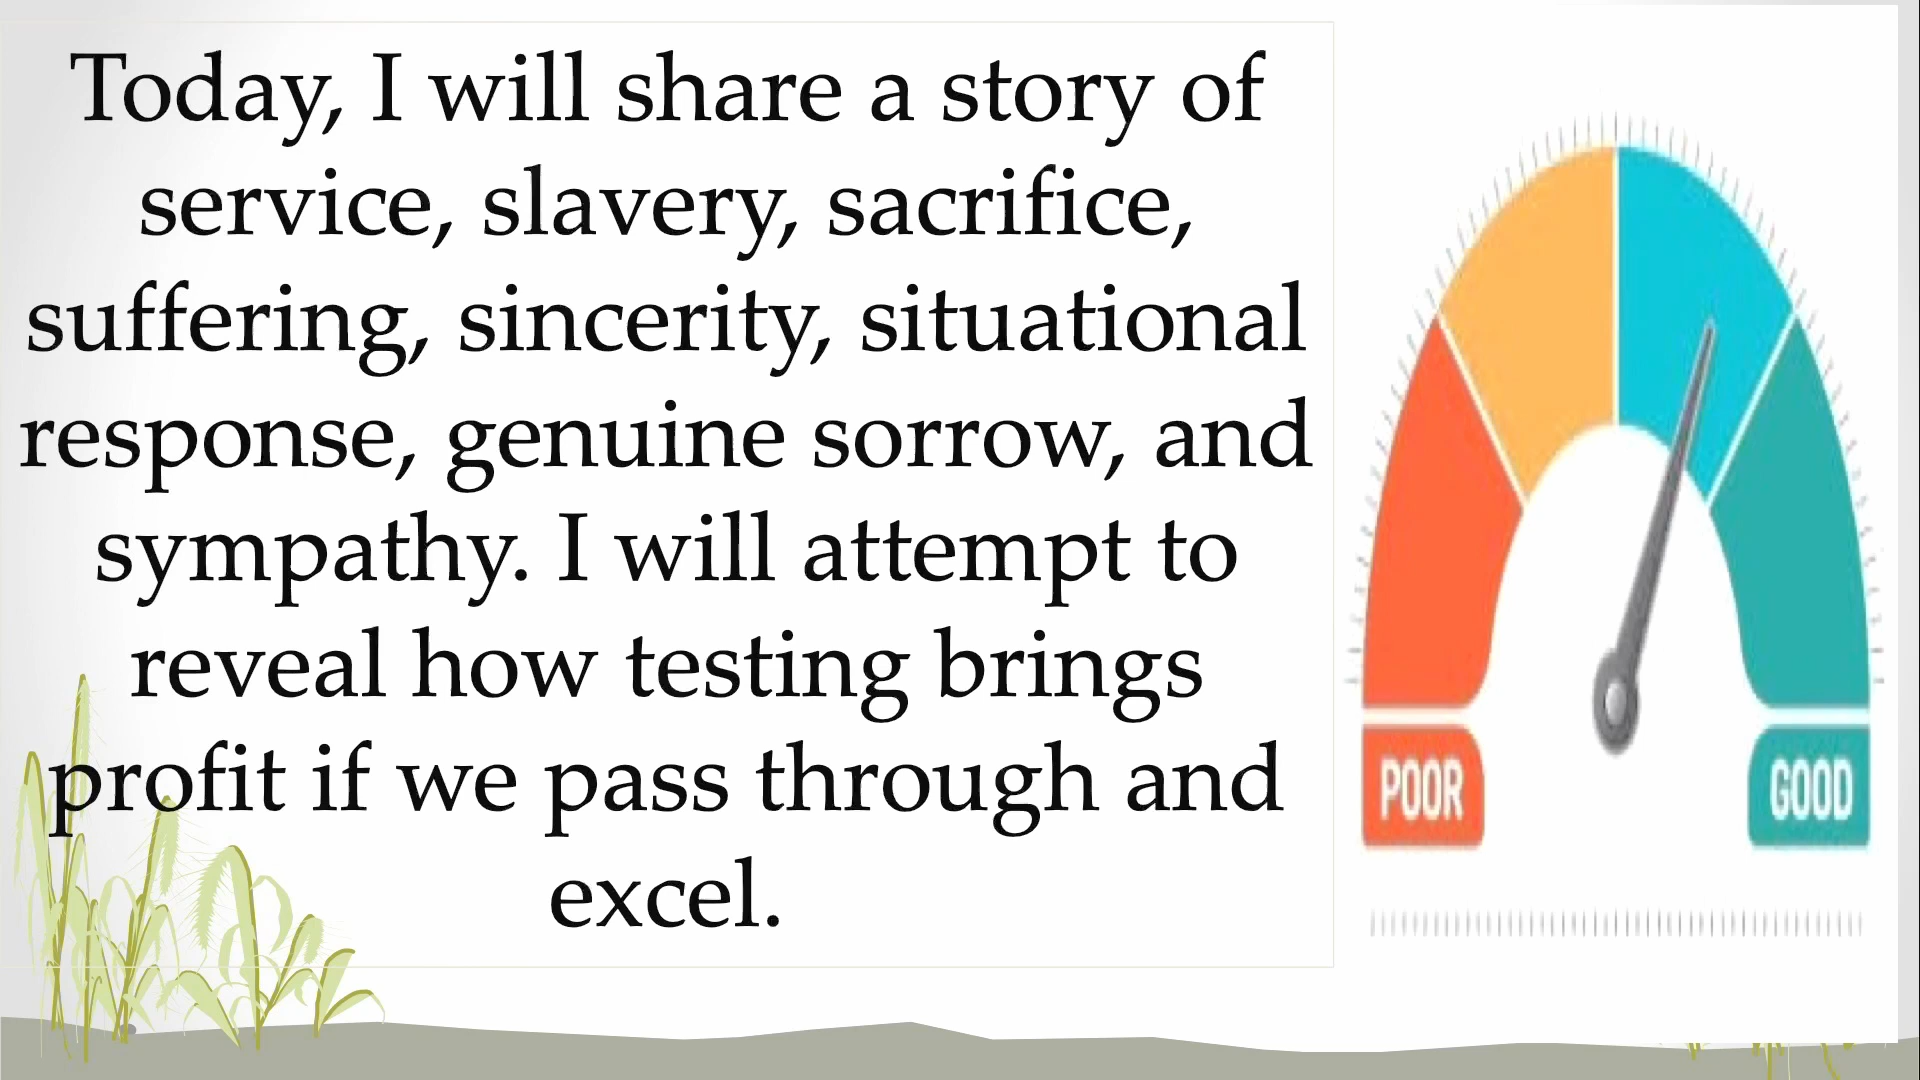 Today, I will share a story of
service, slavery, sacrifice,
suffering, sincerity, situational
response, genuine sorrow, and
sympathy. I will attempt to
reveal how testing brings
profit if we pass through and
excel.
POOR
GOOD